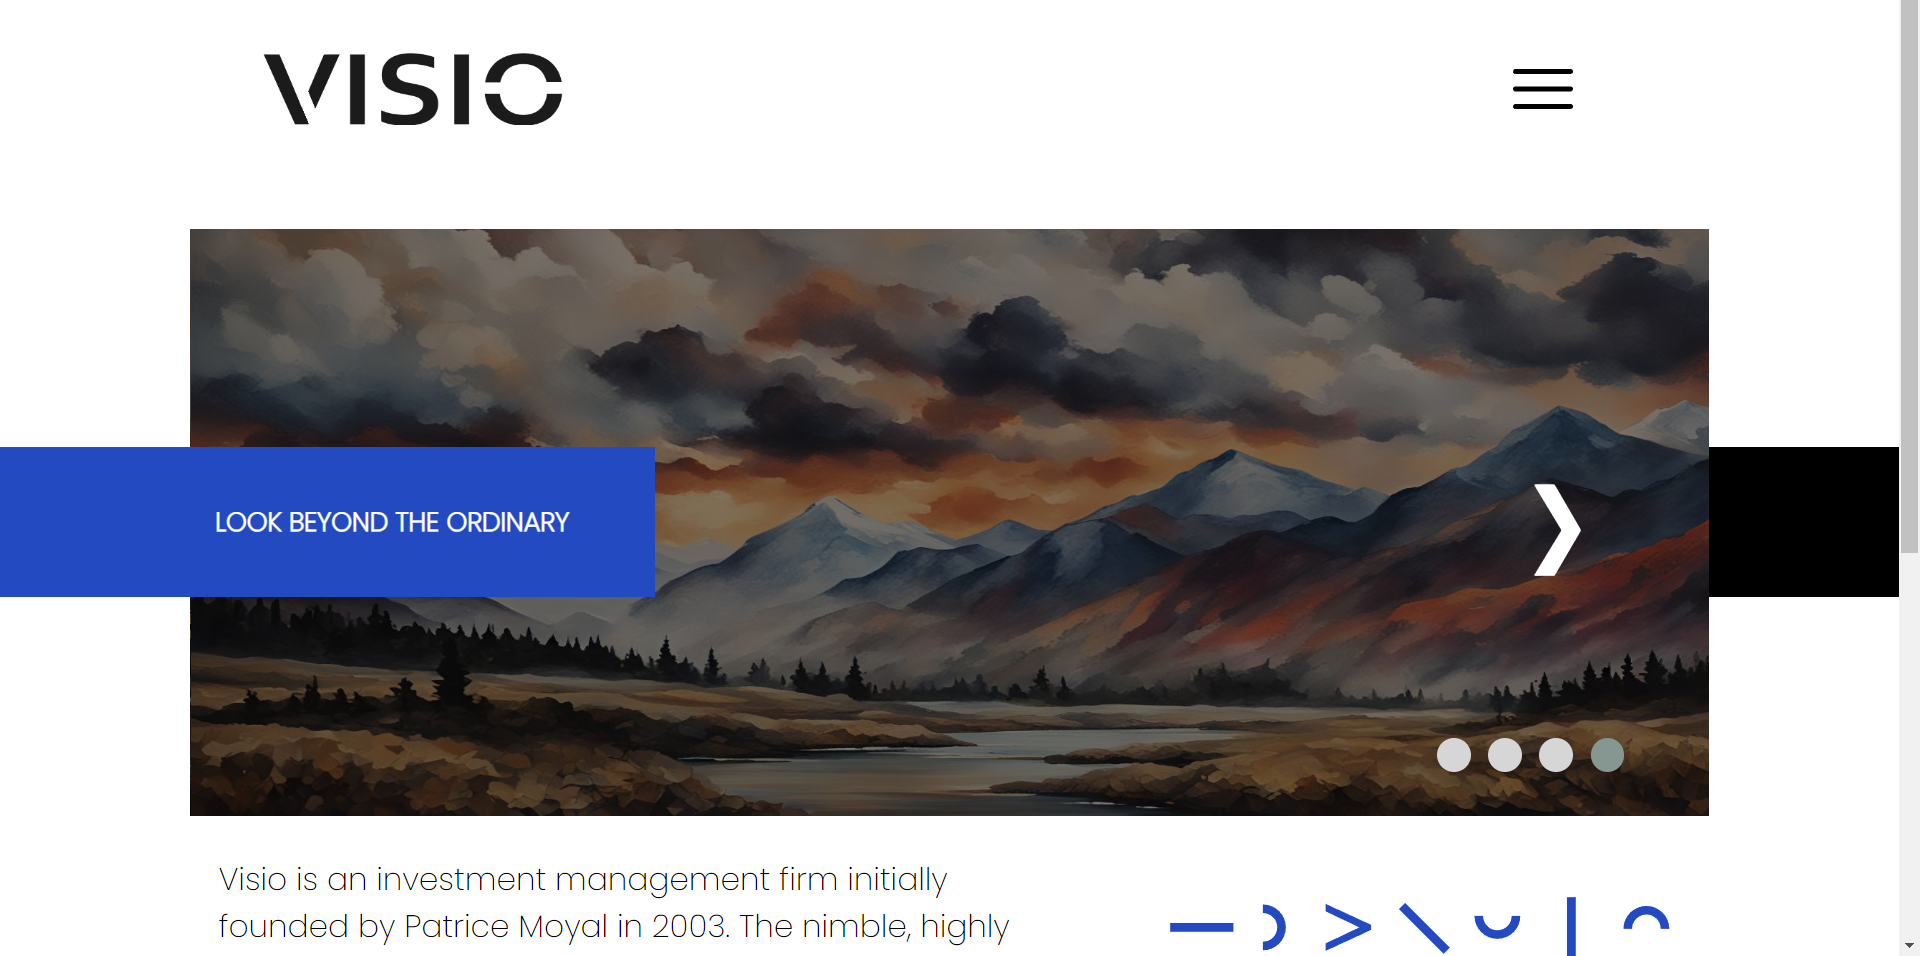 VISIO
LOOK BEYOND THE ORDINARY
Visio is an investment management firm initially
founded by Patrice Moyal in 2003. The nimble, highly